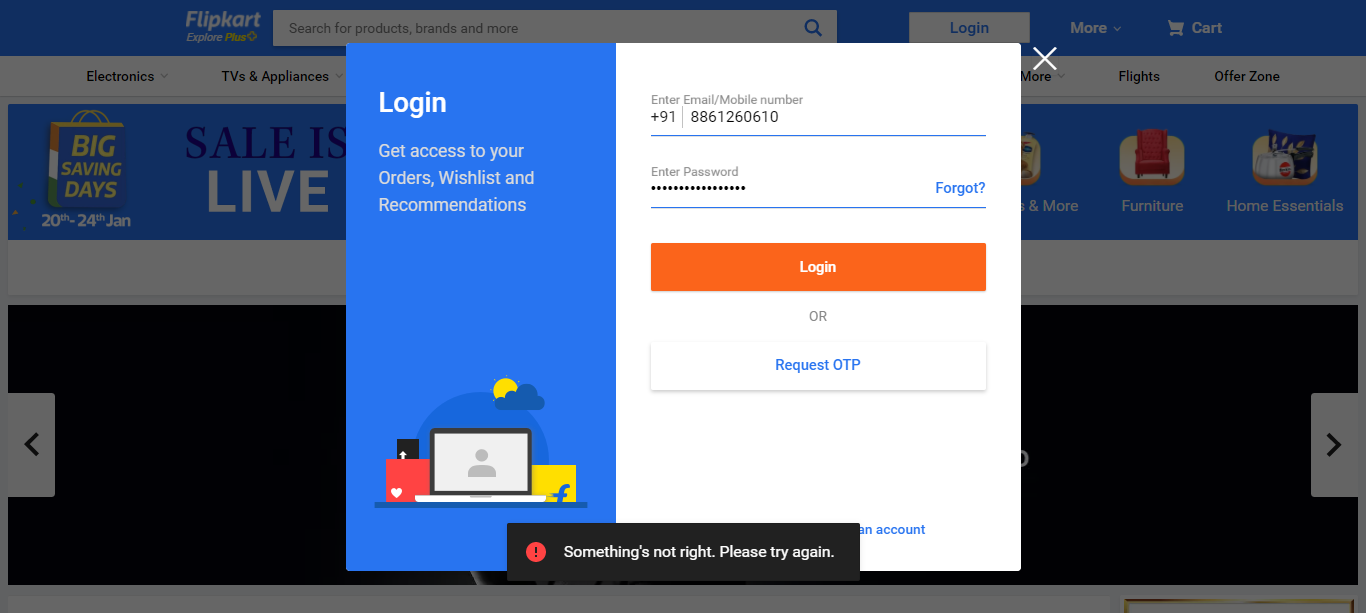 Flipkart
Explore Plus
Search for products, brands and more
Login
More
Cart
Electronics
TVs & Appliances
More
Flights
Offer Zone
BIG
SAVING
DAYS
20th - 24th Jan
SALE IS
LIVE
& More
Furniture
Home Essentials
Login
Get access to your
Orders, Wishlist and
Recommendations
Enter Email/Mobile number
+91 8861260610
Enter Password
•••••••••••••••••
Forgot?
Login
OR
Request OTP
an account
Something's not right. Please try again.